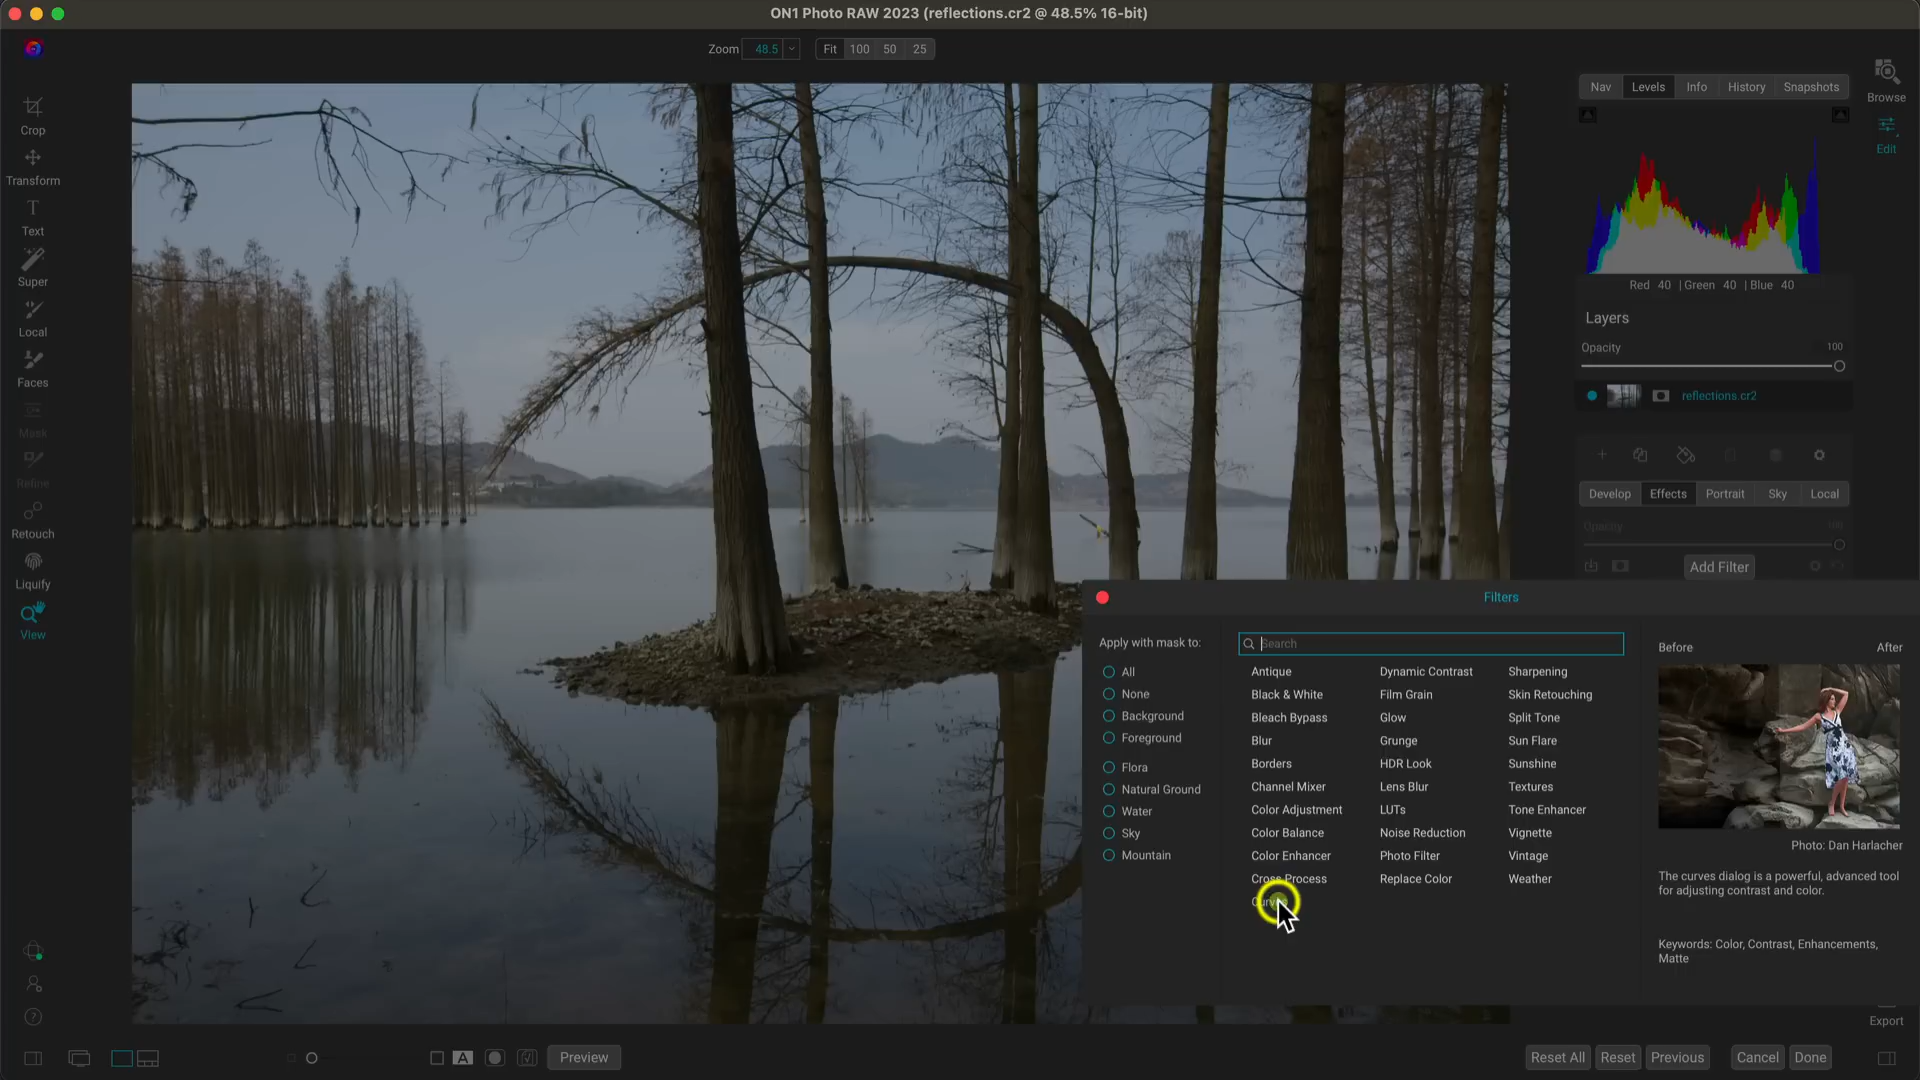 ON1 Photo RAW 2023 (reflections.cr2 @ 48.5% 16-bit)
Zoom 48.5 Fit 100 50 25
Crop
Transform
Text
Super
Local
Faces
Mask
Refine
Retouch
Liquify
View
Nav Levels Info History Snapshots
Browse
Edit
Red 40 | Green 40 | Blue 40
Layers
Opacity 100
reflections.cr2
Develop Effects Portrait Sky Local
Opacity 100
Add Filter
Filters
Apply with mask to:
All
None
Background
Foreground
Flora
Natural Ground
Water
Sky
Mountain
Search
Antique Dynamic Contrast Sharpening
Black & White Film Grain Skin Retouching
Bleach Bypass Glow Split Tone
Blur Grunge Sun Flare
Borders HDR Look Sunshine
Channel Mixer Lens Blur Textures
Color Adjustment LUTs Tone Enhancer
Color Balance Noise Reduction Vignette
Color Enhancer Photo Filter Vintage
Cross Process Replace Color Weather
Curves
Before After
Photo: Dan Harlacher
The curves dialog is a powerful, advanced tool
for adjusting contrast and color.
Keywords: Color, Contrast, Enhancements,
Matte
Export
A Preview
Reset All Reset Previous Cancel Done